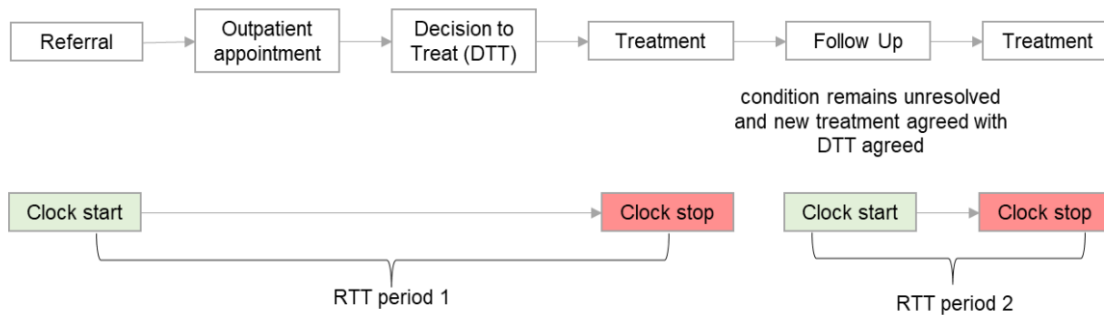 Referral
Outpatient
appointment
Decision to
Treat (DTT)
Treatment
Follow Up
Treatment
condition remains unresolved
and new treatment agreed with
DTT agreed
Clock start
Clock stop
Clock start
Clock stop
RTT period 1
RTT period 2